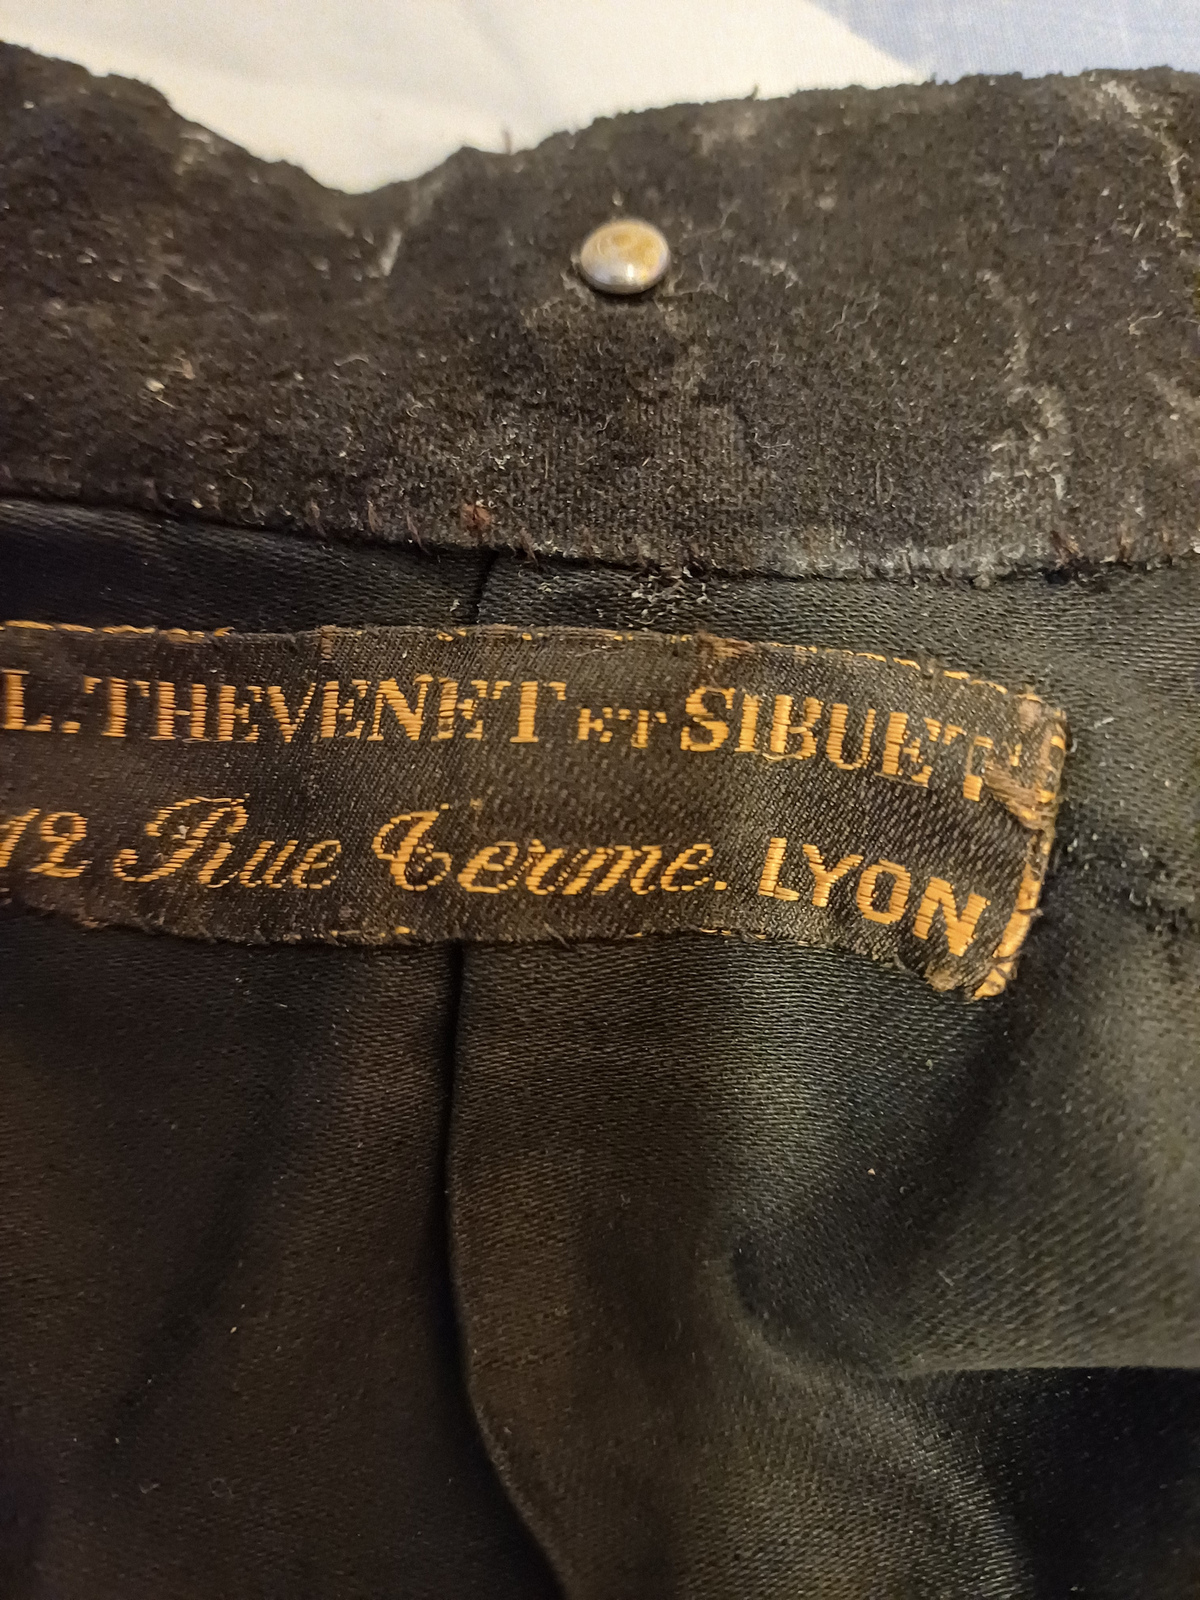 L. THEVENET ET SIBUET
12 Rue Terme. LYON